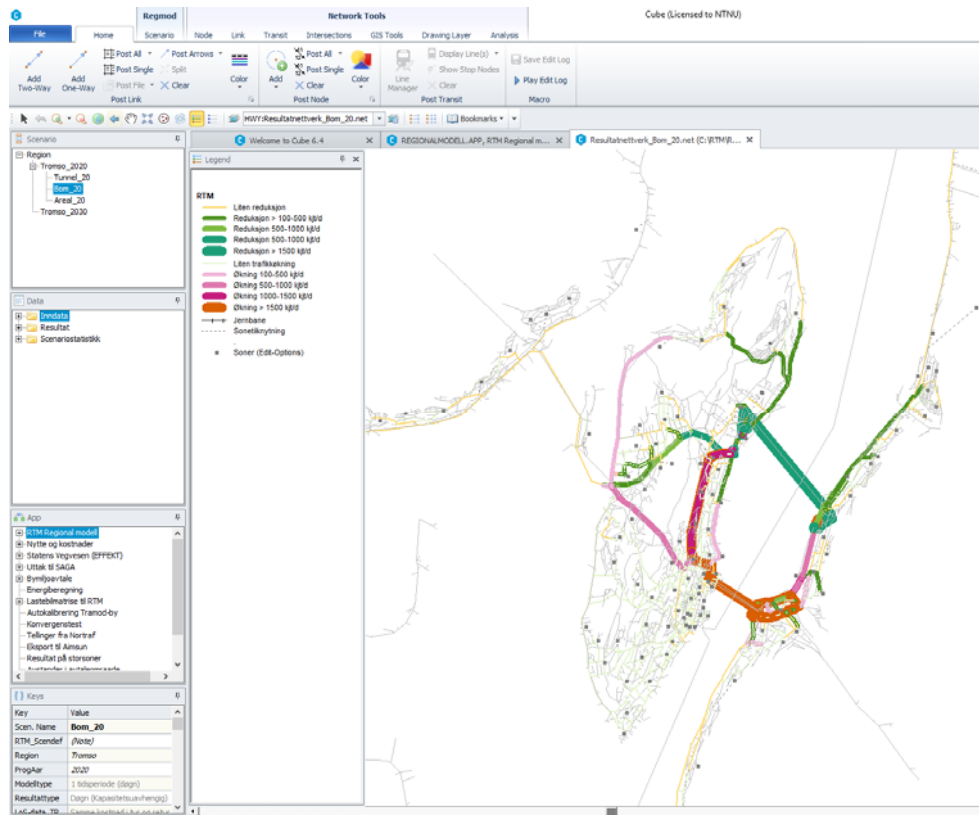 Regmod
Network Tools
Cube (Licensed to NTNU)
File
Home
Scenario
Node
Link
Transit
Intersections
GIS Tools
Drawing Layer
Analysis
Add Two-Way
Add One-Way
Post All
Post Single
Post File
Post Arrows
Split
Clear
Color
Post Link
Add
Post All
Post Single
Clear
Color
Post Node
Line Manager
Display Line(s)
Show Stop Nodes
Clear
Post Transit
Save Edit Log
Play Edit Log
Macro
HWY:Resultatnettverk_Bom_20.net
Bookmarks
Scenario
Region
Tromso_2020
Tunnel_20
Bom_20
Areal_20
Tromso_2030
Welcome to Cube 6.4
REGIONALMODELL.APP, RTM Regional m...
Resultatnettverk_Bom_20.net (C:\RTM\R...
Legend
RTM
Liten reduksjon
Reduksjon > 100-500 kjt/d
Reduksjon 500-1000 kjt/d
Reduksjon 500-1000 kjt/d
Reduksjon > 1500 kjt/d
Liten trafikkøkning
Økning 100-500 kjt/d
Økning 500-1000 kjt/d
Økning 1000-1500 kjt/d
Økning > 1500 kjt/d
Jernbane
Sonetilknytning
.
Soner (Edit-Options)
Data
Inndata
Resultat
Scenariostatistikk
App
RTM Regional modell
Nytte og kostnader
Statens Vegvesen (EFFEKT)
Uttak til SAGA
Bymiljoavtale
Energiberegning
Lastebilmatrise til RTM
Autokalibrering Tramod-by
Konvergenstest
Tellinger fra Nortraf
Eksport til Aimsun
Resultat på storsoner
Keys
Key Value
Scen. Name Bom_20
RTM_Scendef (Note)
Region Tromso
ProgAar 2020
Modelltype 1 tidsperiode (døgn)
Resultattype Døgn (Kapasitetsuavhengig)